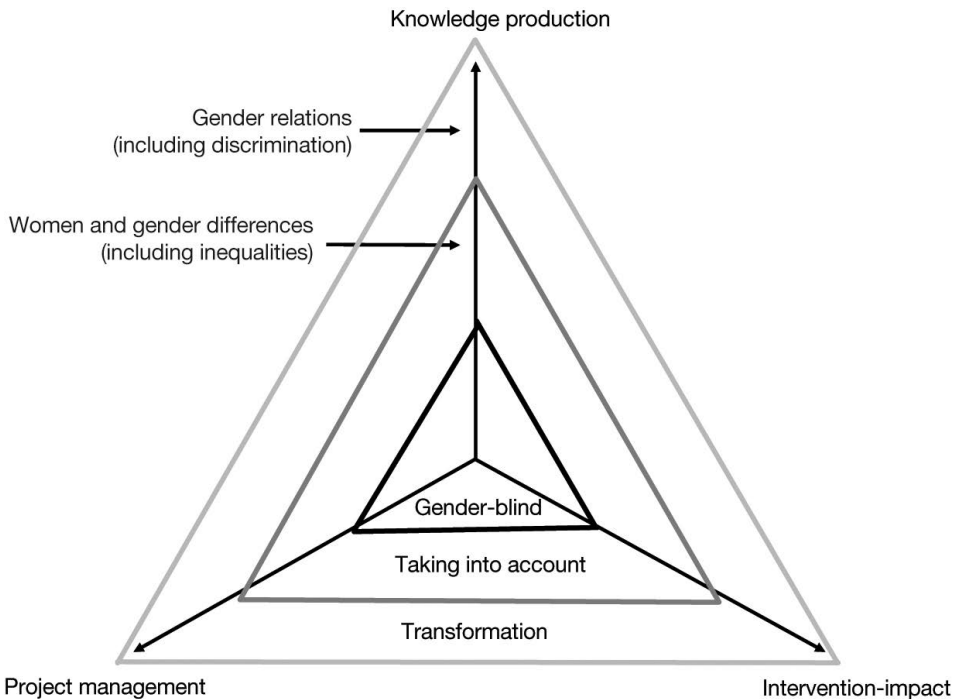 Knowledge production
Gender relations
(including discrimination)
Women and gender differences
(including inequalities)
Gender-blind
Taking into account
Transformation
Project management
Intervention-impact